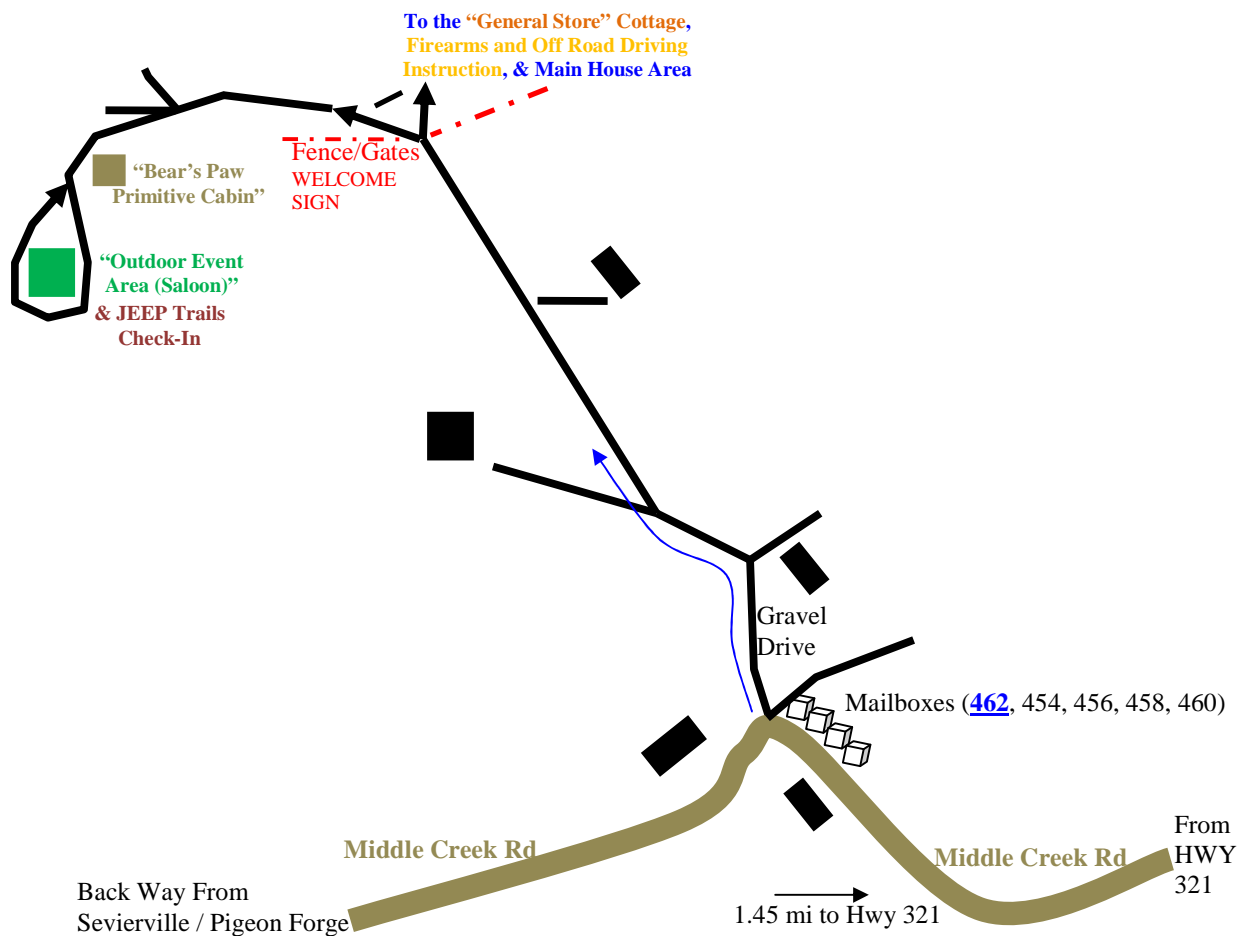 To the “General Store” Cottage,
Firearms and Off Road Driving
Instruction, & Main House Area
Fence/Gates
WELCOME
SIGN
“Bear’s Paw
Primitive Cabin”
“Outdoor Event
Area (Saloon)”
& JEEP Trails
Check-In
Gravel
Drive
Mailboxes (462, 454, 456, 458, 460)
Middle Creek Rd
Middle Creek Rd
From
HWY
321
Back Way From
Sevierville / Pigeon Forge
1.45 mi to Hwy 321